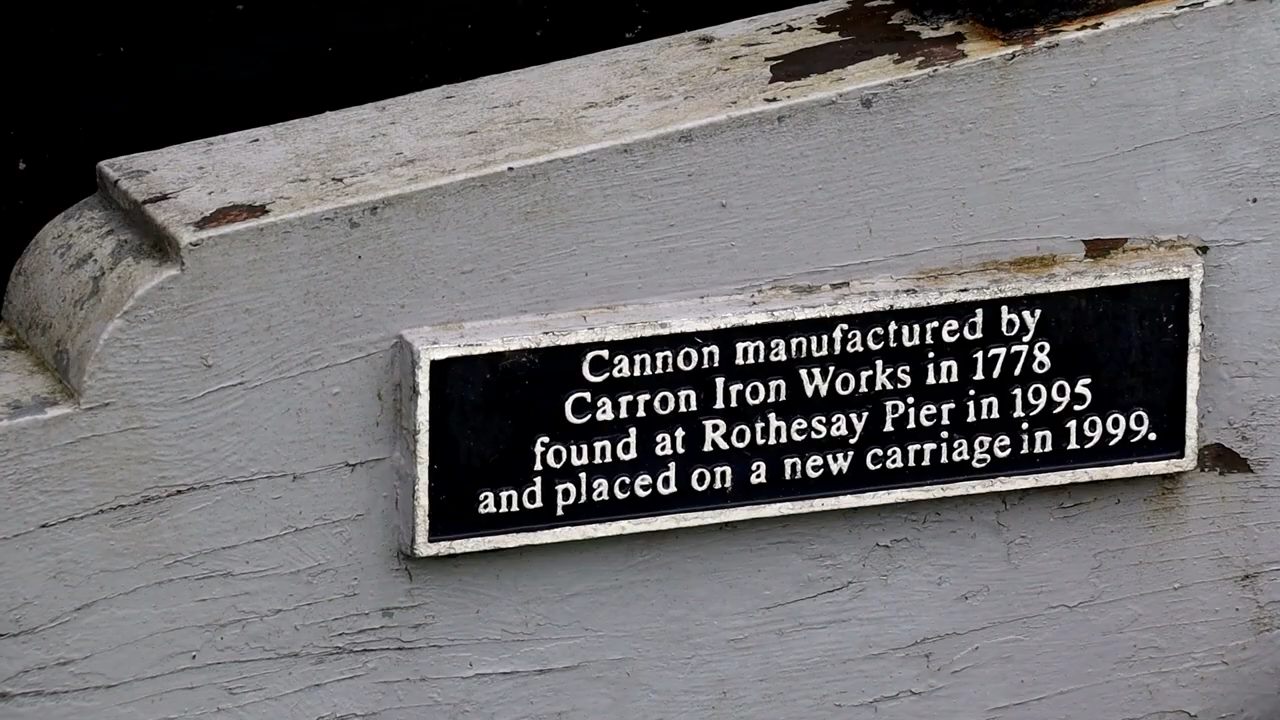 Cannon manufactured by
Carron Iron Works in 1778
found at Rothesay Pier in 1995
and placed on a new carriage in 1999.